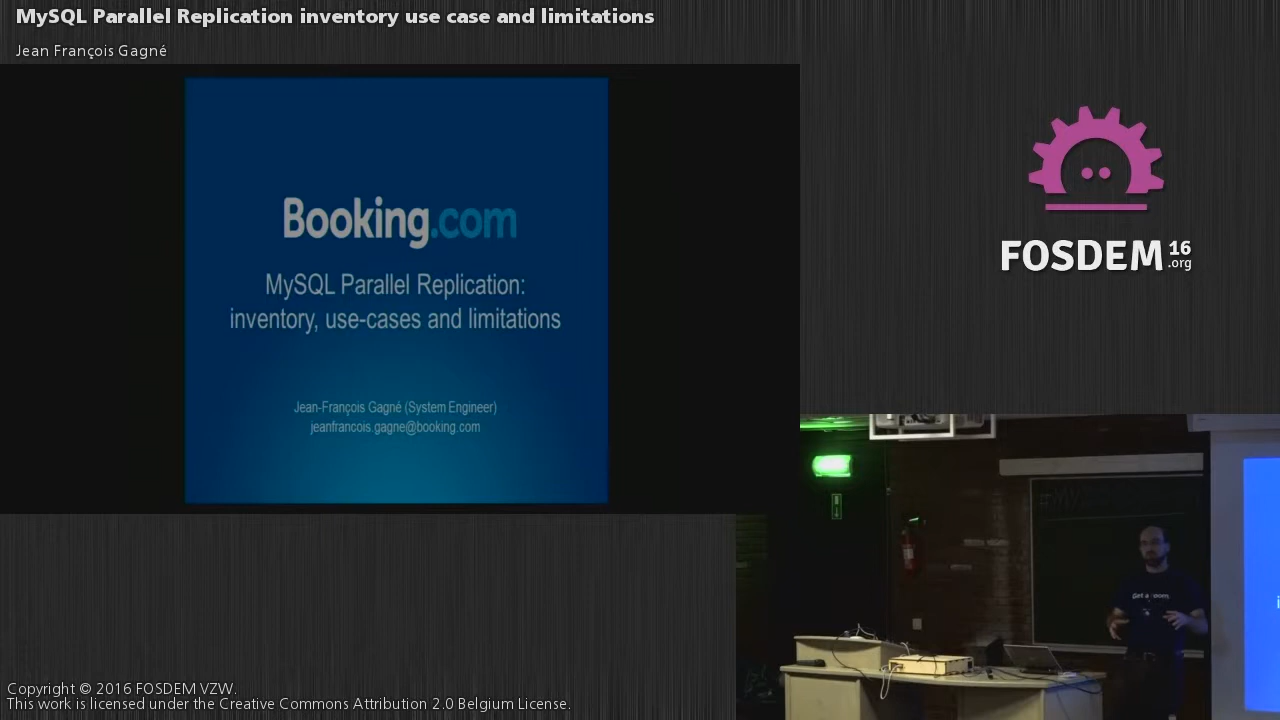 MySQL Parallel Replication inventory use case and limitations
Jean François Gagné
Booking.com
MySQL Parallel Replication:
inventory, use-cases and limitations
Jean-François Gagné (System Engineer)
jeanfrancois.gagne@booking.com
FOSDEM 16
.org
Get a room
Copyright © 2016 FOSDEM VZW.
This work is licensed under the Creative Commons Attribution 2.0 Belgium License.